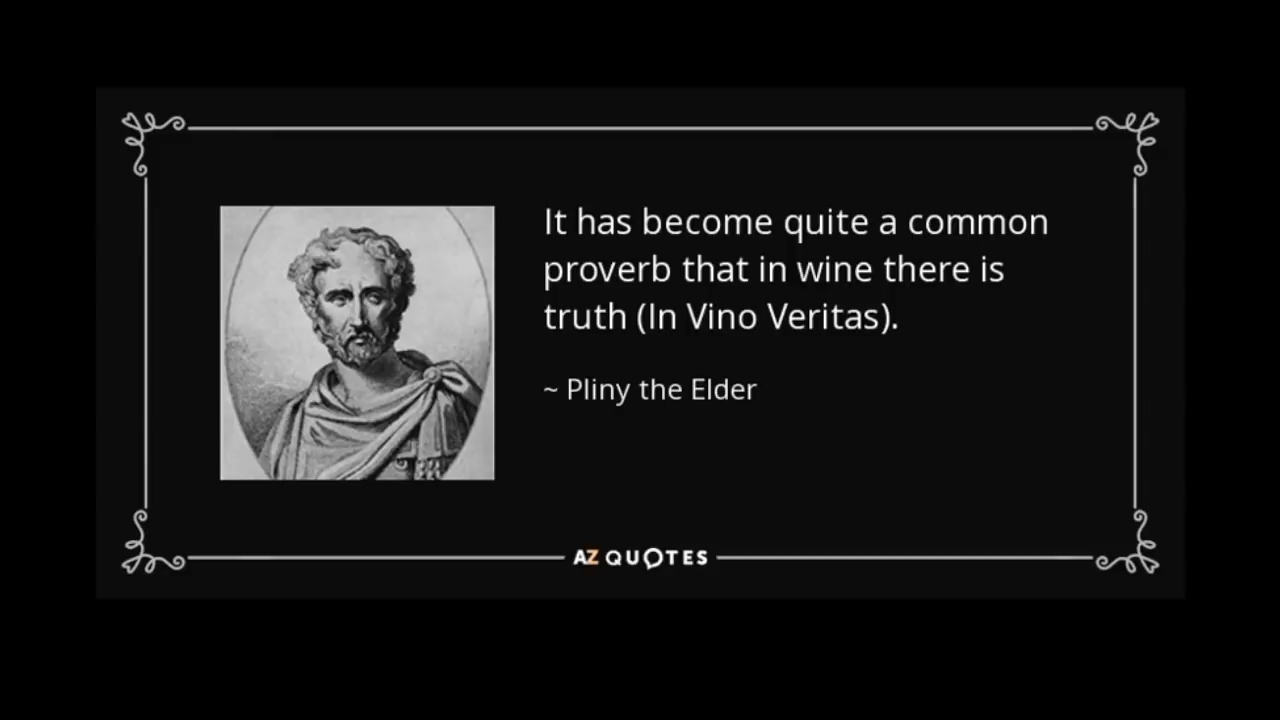 It has become quite a common
proverb that in wine there is
truth (In Vino Veritas).
~ Pliny the Elder
AZ QUOTES